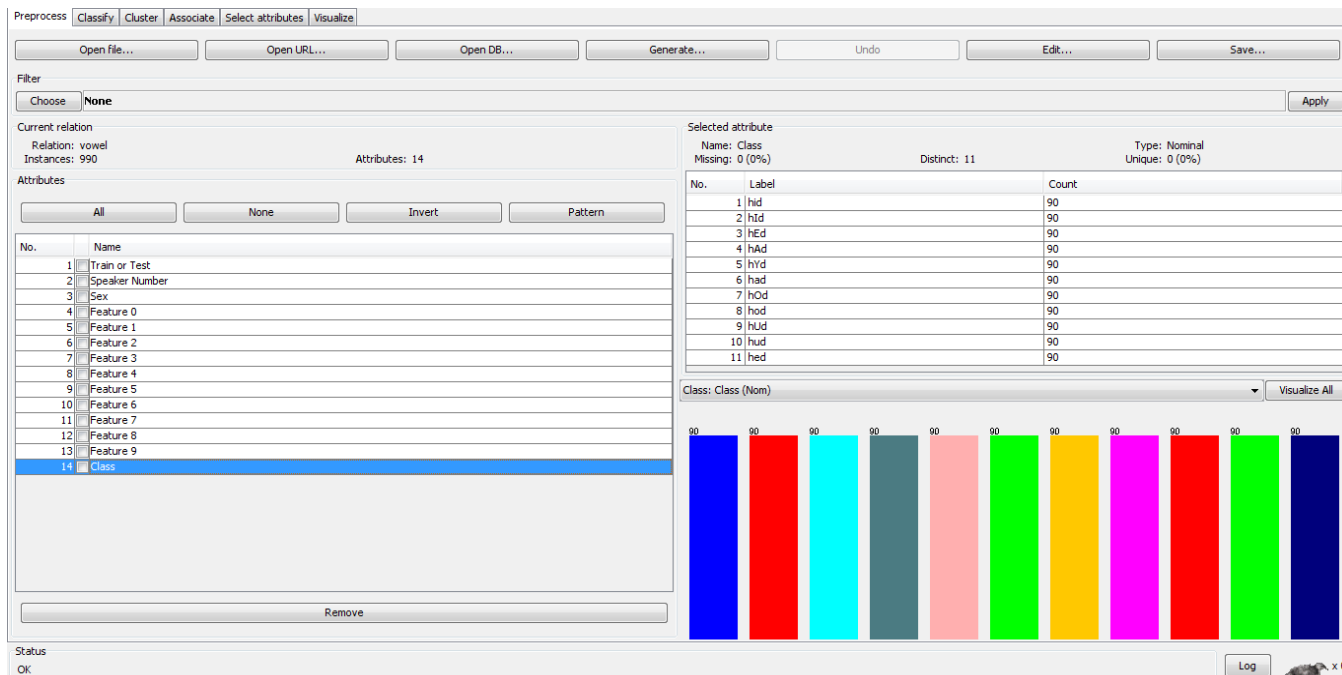 Preprocess Classify Cluster Associate Select attributes Visualize
Open file... Open URL... Open DB... Generate... Undo Edit... Save...
Filter
Choose None Apply
Current relation
Relation: vowel
Instances: 990 Attributes: 14
Attributes
All None Invert Pattern
No. Name
1 Train or Test
2 Speaker Number
3 Sex
4 Feature 0
5 Feature 1
6 Feature 2
7 Feature 3
8 Feature 4
9 Feature 5
10 Feature 6
11 Feature 7
12 Feature 8
13 Feature 9
14 Class
Remove
Selected attribute
Name: Class Type: Nominal
Missing: 0 (0%) Distinct: 11 Unique: 0 (0%)
No. Label Count
1 hid 90
2 hId 90
3 hEd 90
4 hAd 90
5 hYd 90
6 had 90
7 hOd 90
8 hod 90
9 hUd 90
10 hud 90
11 hed 90
Class: Class (Nom) Visualize All
90 90 90 90 90 90 90 90 90 90 90
Status
OK
Log x